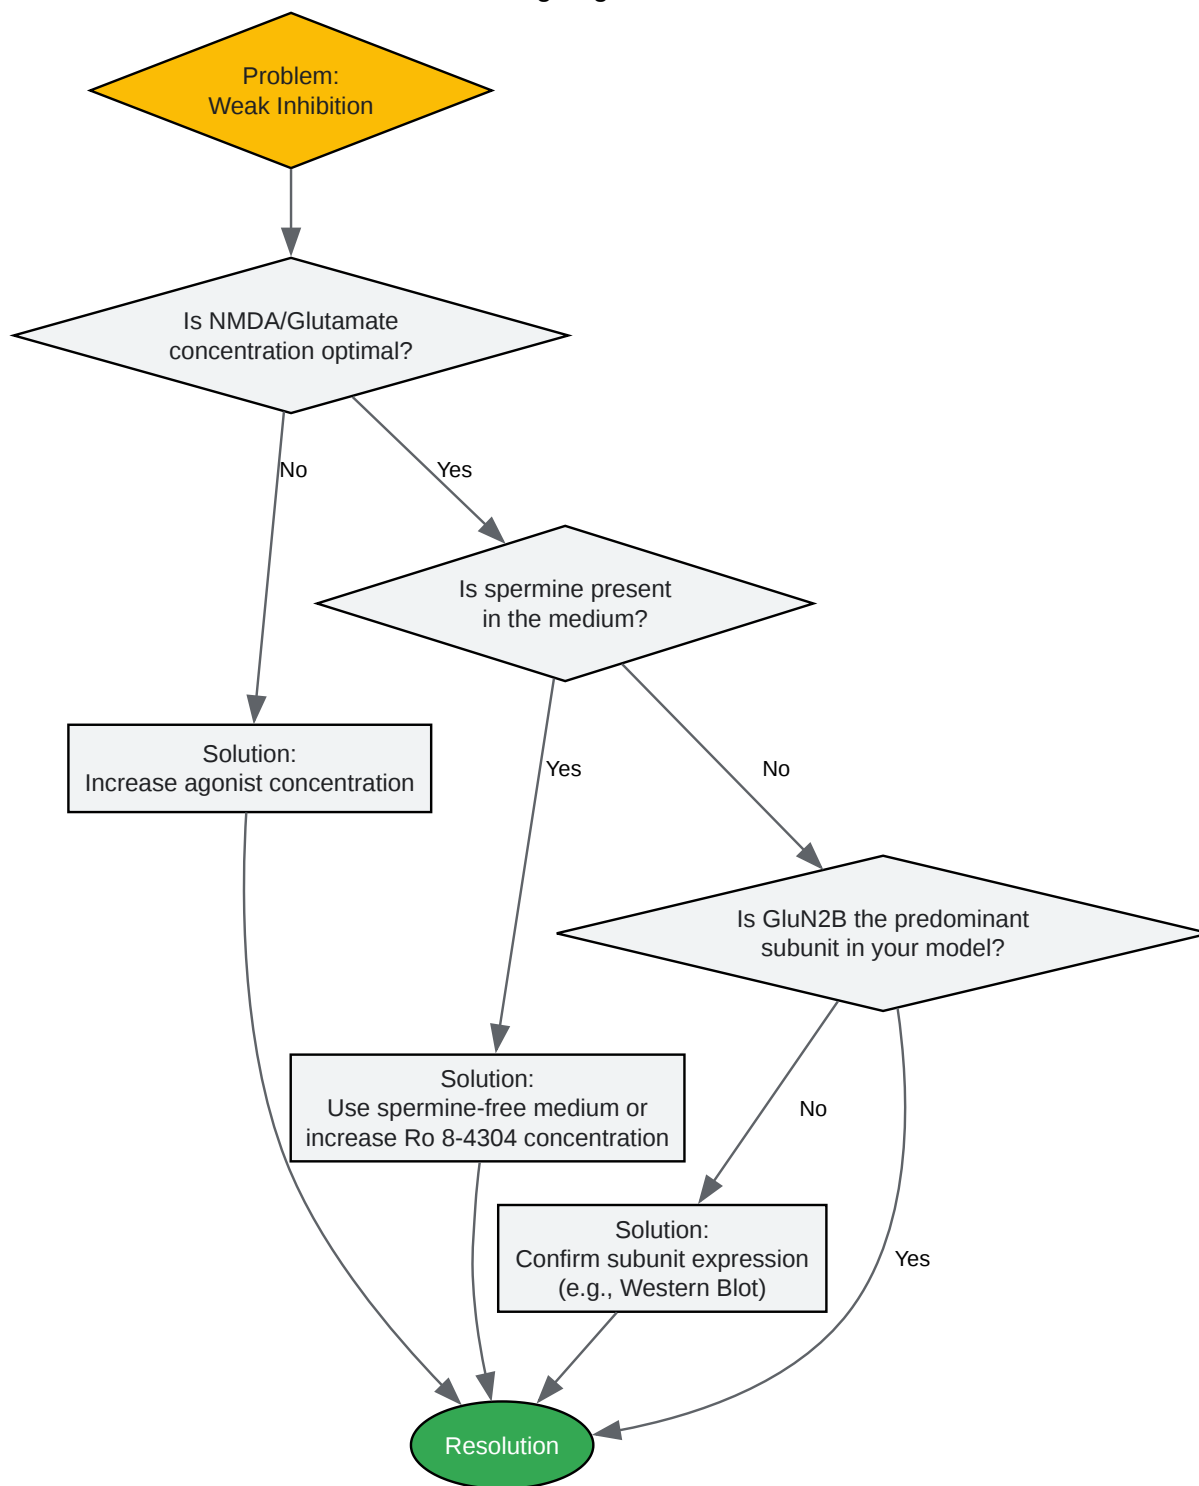 Problem:
Weak Inhibition
Is NMDA/Glutamate
concentration optimal?
No
Yes
Is spermine present
in the medium?
Solution:
Increase agonist concentration
Yes
No
Is GluN2B the predominant
subunit in your model?
Solution:
Use spermine-free medium or
increase Ro 8-4304 concentration
No
Solution:
Confirm subunit expression
(e.g., Western Blot)
Yes
Resolution